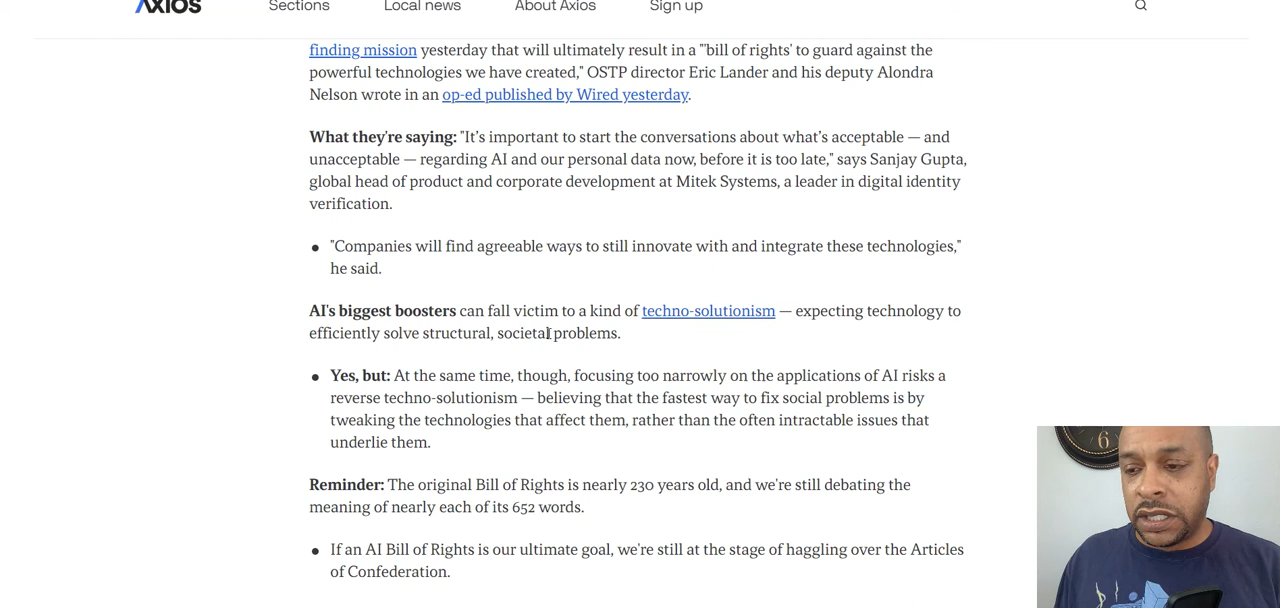 AXIOS Sections Local news About Axios Sign up
finding mission yesterday that will ultimately result in a "'bill of rights' to guard against the
powerful technologies we have created," OSTP director Eric Lander and his deputy Alondra
Nelson wrote in an op-ed published by Wired yesterday.
What they're saying: "It's important to start the conversations about what's acceptable — and
unacceptable — regarding AI and our personal data now, before it is too late," says Sanjay Gupta,
global head of product and corporate development at Mitek Systems, a leader in digital identity
verification.
"Companies will find agreeable ways to still innovate with and integrate these technologies,"
he said.
AI's biggest boosters can fall victim to a kind of techno-solutionism — expecting technology to
efficiently solve structural, societal problems.
Yes, but: At the same time, though, focusing too narrowly on the applications of AI risks a
reverse techno-solutionism — believing that the fastest way to fix social problems is by
tweaking the technologies that affect them, rather than the often intractable issues that
underlie them.
Reminder: The original Bill of Rights is nearly 230 years old, and we're still debating the
meaning of nearly each of its 652 words.
If an AI Bill of Rights is our ultimate goal, we're still at the stage of haggling over the Articles
of Confederation.
6